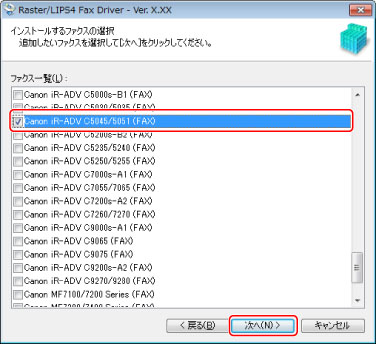 Raster/LIPS4 Fax Driver - Ver. X.XX
インストールするファクスの選択
追加したいファクスを選択して[次へ]をクリックしてください。
ファクス一覧(L):
Canon iR-ADV C5000s-B1 (FAX)
Canon iR-ADV C5030/5035 (FAX)
Canon iR-ADV C5045/5051 (FAX)
Canon iR-ADV C5200s-B2 (FAX)
Canon iR-ADV C5235/5240 (FAX)
Canon iR-ADV C5250/5255 (FAX)
Canon iR-ADV C7000s-A1 (FAX)
Canon iR-ADV C7055/7065 (FAX)
Canon iR-ADV C7200s-A2 (FAX)
Canon iR-ADV C7260/7270 (FAX)
Canon iR-ADV C9000s-A1 (FAX)
Canon iR-ADV C9065 (FAX)
Canon iR-ADV C9075 (FAX)
Canon iR-ADV C9200s-A2 (FAX)
Canon iR-ADV C9270/9280 (FAX)
Canon MF7100/7200 Series (FAX)
< 戻る(B) 次へ(N) > キャンセル